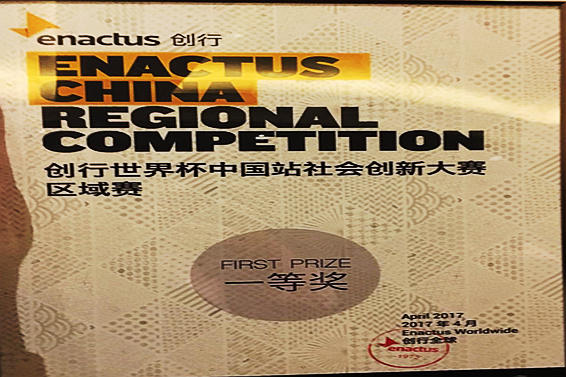 enactus 创行
ENACTUS
CHINA
REGIONAL
COMPETITION
创行世界杯中国站社会创新大赛
区域赛
FIRST PRIZE
一等奖
April 2017
2017 年 4 月
Enactus Worldwide
创行全球
enactus
1975